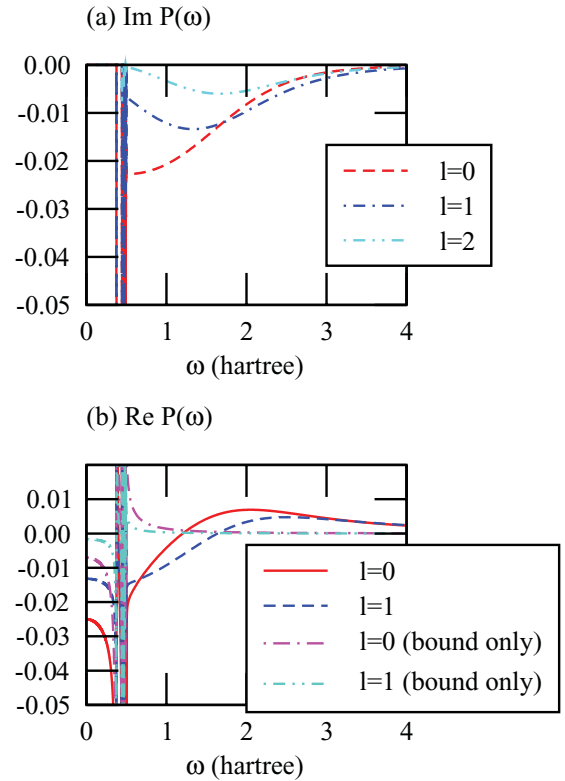 (a) Im P(ω)
0.00
-0.01
-0.02
-0.03
-0.04
-0.05
l=0
l=1
l=2
0 1 2 3 4
ω (hartree)
(b) Re P(ω)
0.01
0.00
-0.01
-0.02
-0.03
-0.04
-0.05
l=0
l=1
l=0 (bound only)
l=1 (bound only)
0 1 2 3 4
ω (hartree)